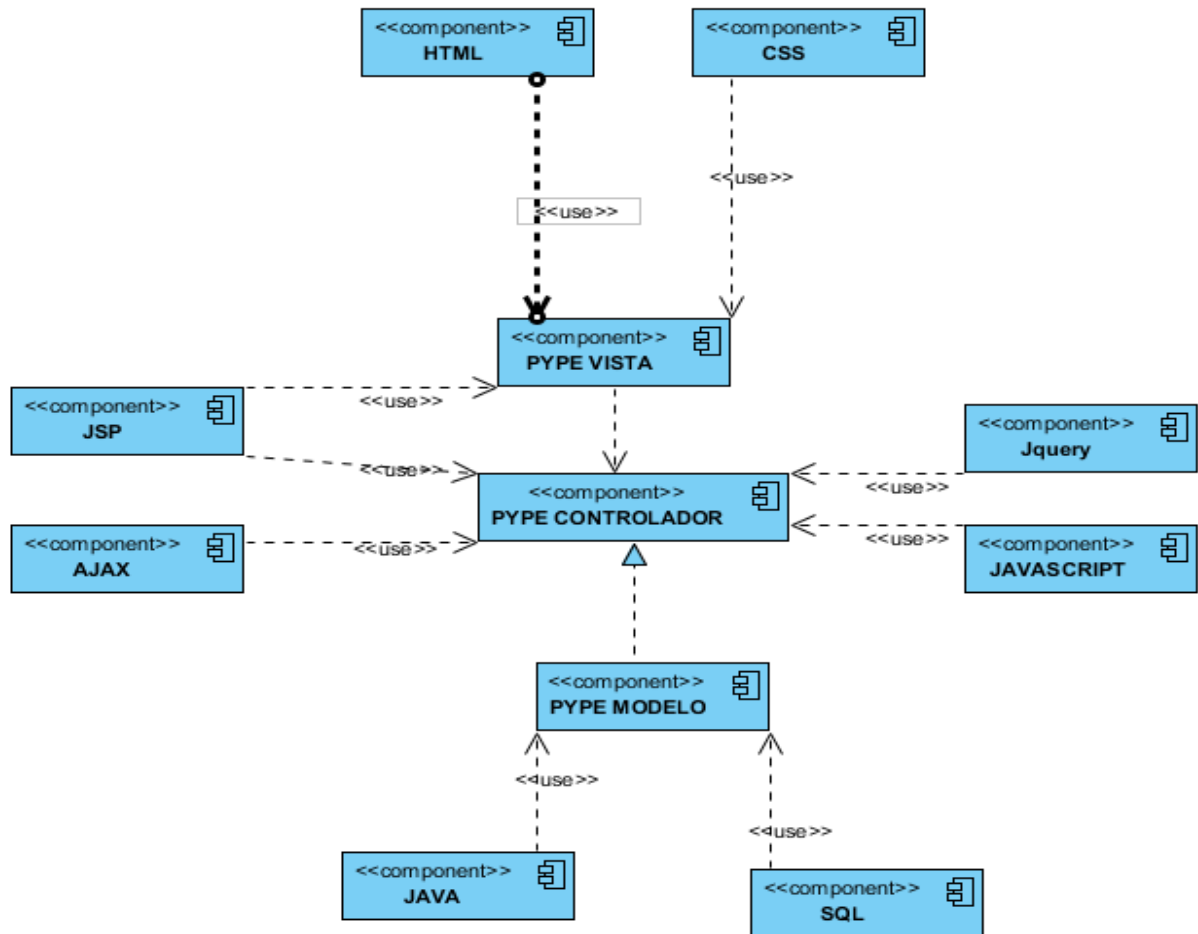 <<component>>
HTML
<<component>>
CSS
<<use>>
<<use>>
<<component>>
PYPE VISTA
<<component>>
JSP
<<use>>
<<use>>
<<component>>
Jquery
<<use>>
<<component>>
PYPE CONTROLADOR
<<component>>
AJAX
<<use>>
<<component>>
JAVASCRIPT
<<use>>
<<component>>
PYPE MODELO
<<use>>
<<use>>
<<component>>
JAVA
<<component>>
SQL